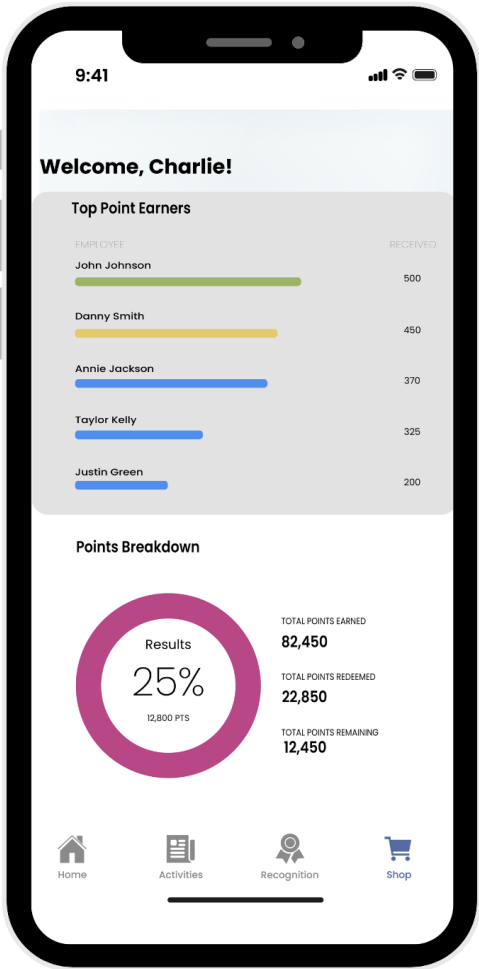 9:41
Welcome, Charlie!
Top Point Earners
EMPLOYEE RECEIVED
John Johnson
500
Danny Smith
450
Annie Jackson
370
Taylor Kelly
325
Justin Green
200
Points Breakdown
Results
25%
12,800 PTS
TOTAL POINTS EARNED
82,450
TOTAL POINTS REDEEMED
22,850
TOTAL POINTS REMAINING
12,450
Home Activities Recognition Shop